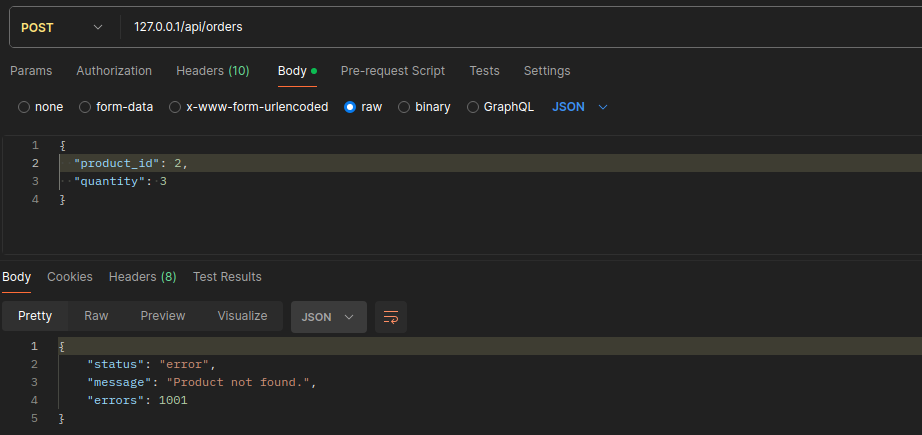 POST 127.0.0.1/api/orders
Params Authorization Headers (10) Body Pre-request Script Tests Settings
none form-data x-www-form-urlencoded raw binary GraphQL JSON
1 {
2 "product_id": 2,
3 "quantity": 3
4 }
Body Cookies Headers (8) Test Results
Pretty Raw Preview Visualize JSON
1 {
2 "status": "error",
3 "message": "Product not found.",
4 "errors": 1001
5 }